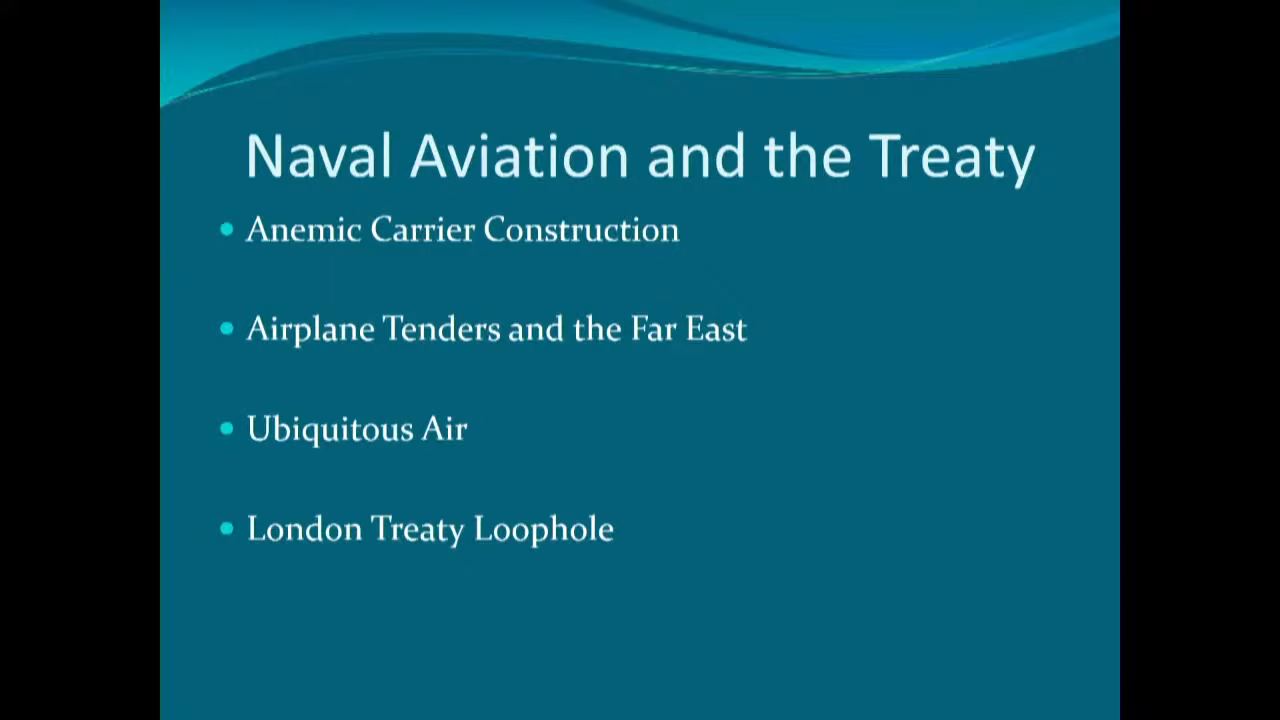 Naval Aviation and the Treaty
• Anemic Carrier Construction
• Airplane Tenders and the Far East
• Ubiquitous Air
• London Treaty Loophole